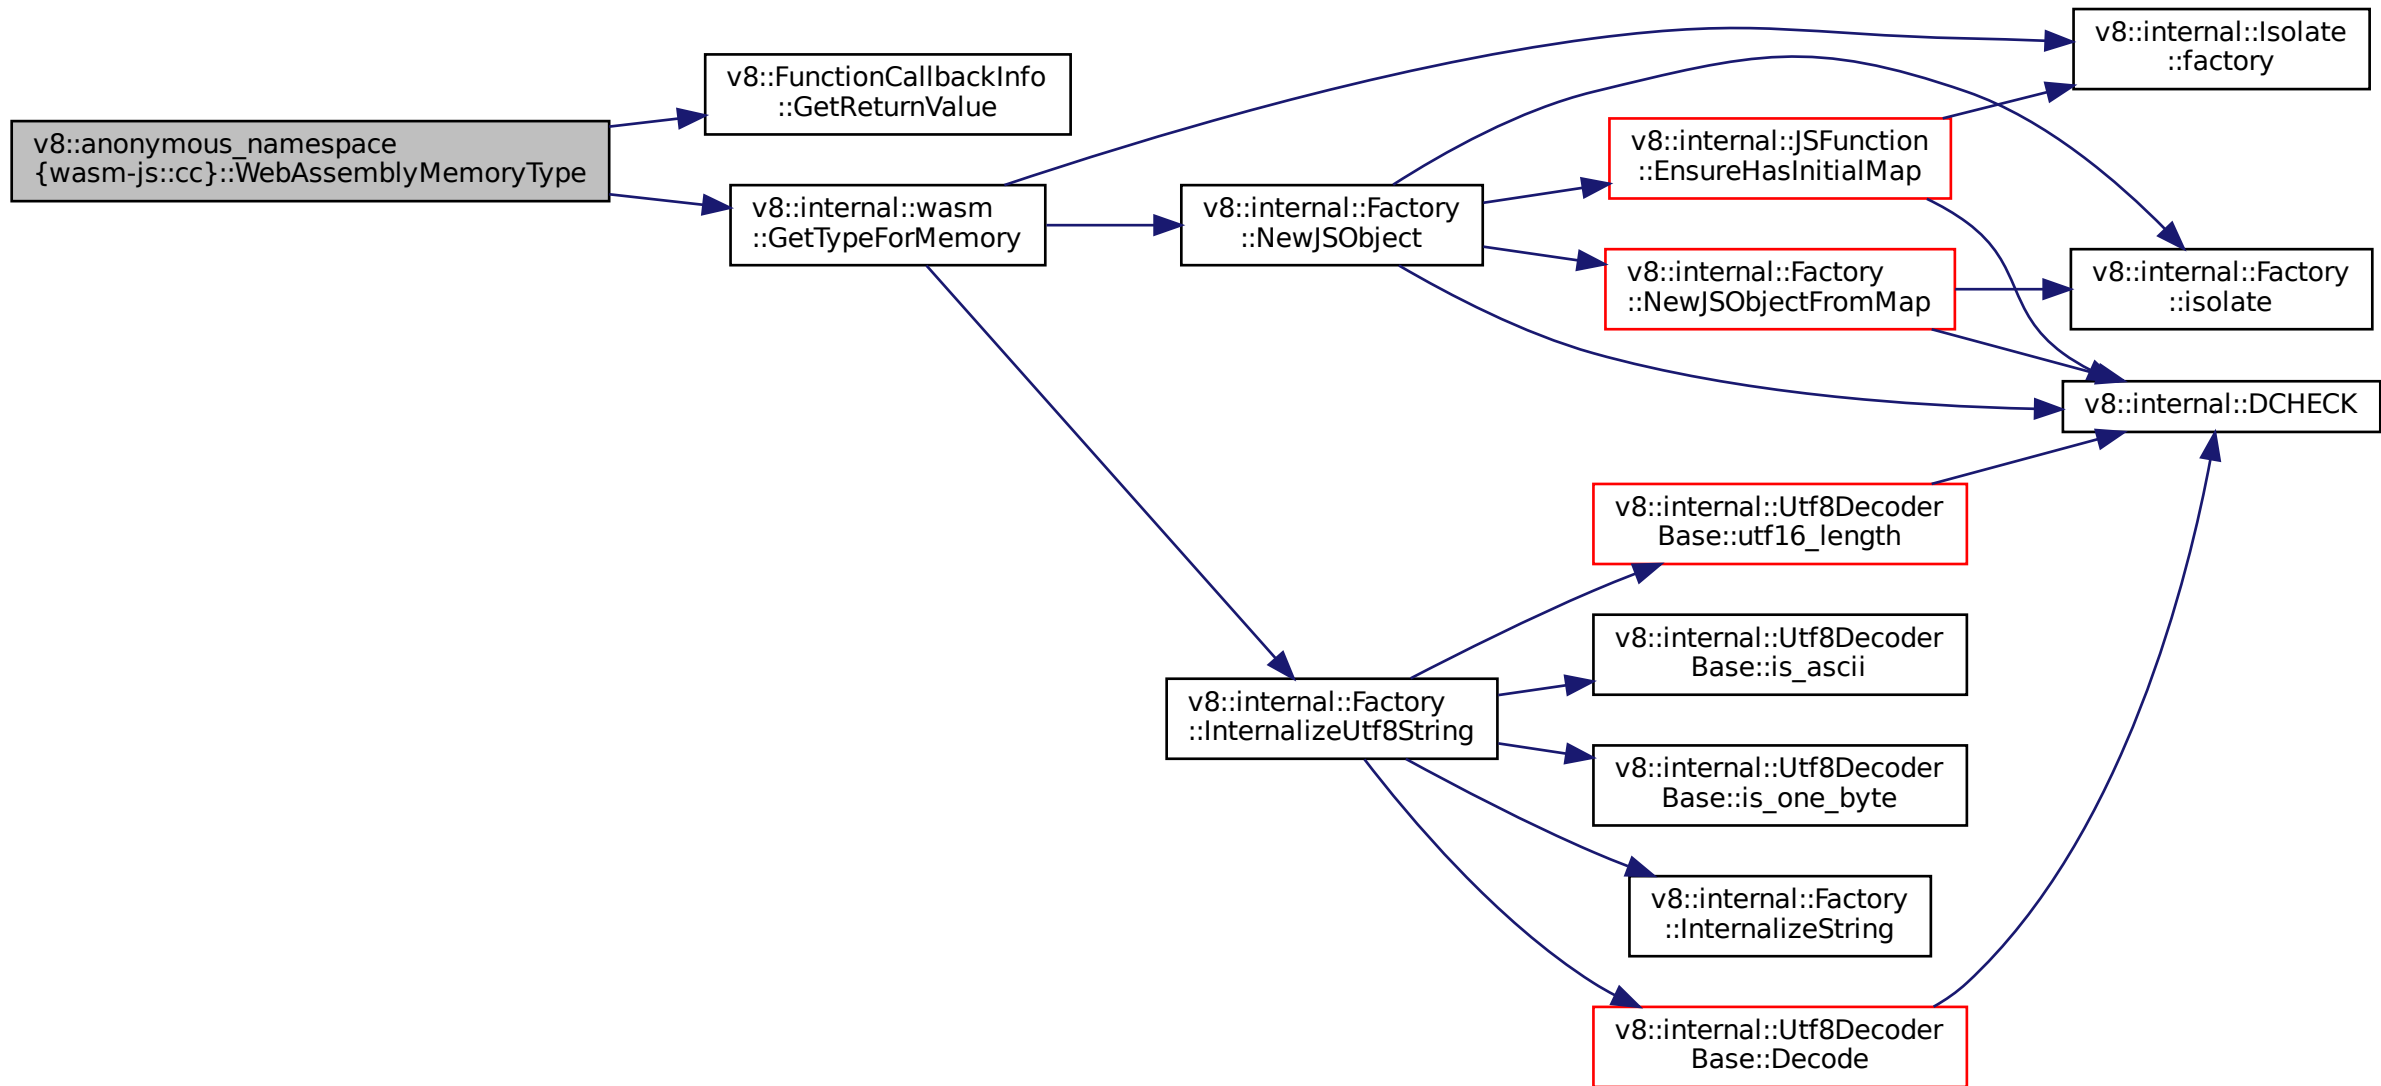 v8::anonymous_namespace
{wasm-js::cc}::WebAssemblyMemoryType
v8::FunctionCallbackInfo
::GetReturnValue
v8::internal::wasm
::GetTypeForMemory
v8::internal::Factory
::NewJSObject
v8::internal::JSFunction
::EnsureHasInitialMap
v8::internal::Factory
::NewJSObjectFromMap
v8::internal::Isolate
::factory
v8::internal::Factory
::isolate
v8::internal::DCHECK
v8::internal::Factory
::InternalizeUtf8String
v8::internal::Utf8Decoder
Base::utf16_length
v8::internal::Utf8Decoder
Base::is_ascii
v8::internal::Utf8Decoder
Base::is_one_byte
v8::internal::Factory
::InternalizeString
v8::internal::Utf8Decoder
Base::Decode